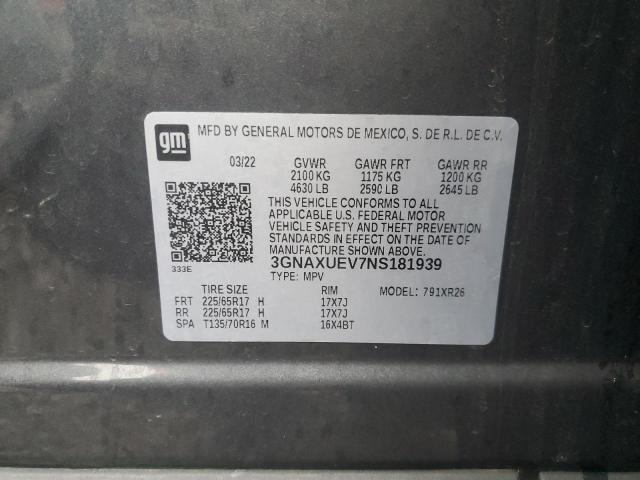 gm
MFD BY GENERAL MOTORS DE MEXICO, S. DE R.L. DE C.V.
03/22 GVWR GAWR FRT GAWR RR
2100 KG 1175 KG 1200 KG
4630 LB 2590 LB 2645 LB
THIS VEHICLE CONFORMS TO ALL
APPLICABLE U.S. FEDERAL MOTOR
VEHICLE SAFETY AND THEFT PREVENTION
STANDARDS IN EFFECT ON THE DATE OF
MANUFACTURE SHOWN ABOVE.
333E
3GNAXUEV7NS181939
TYPE: MPV
TIRE SIZE RIM MODEL: 791XR26
FRT 225/65R17 H 17X7J
RR 225/65R17 H 17X7J
SPA T135/70R16 M 16X4BT